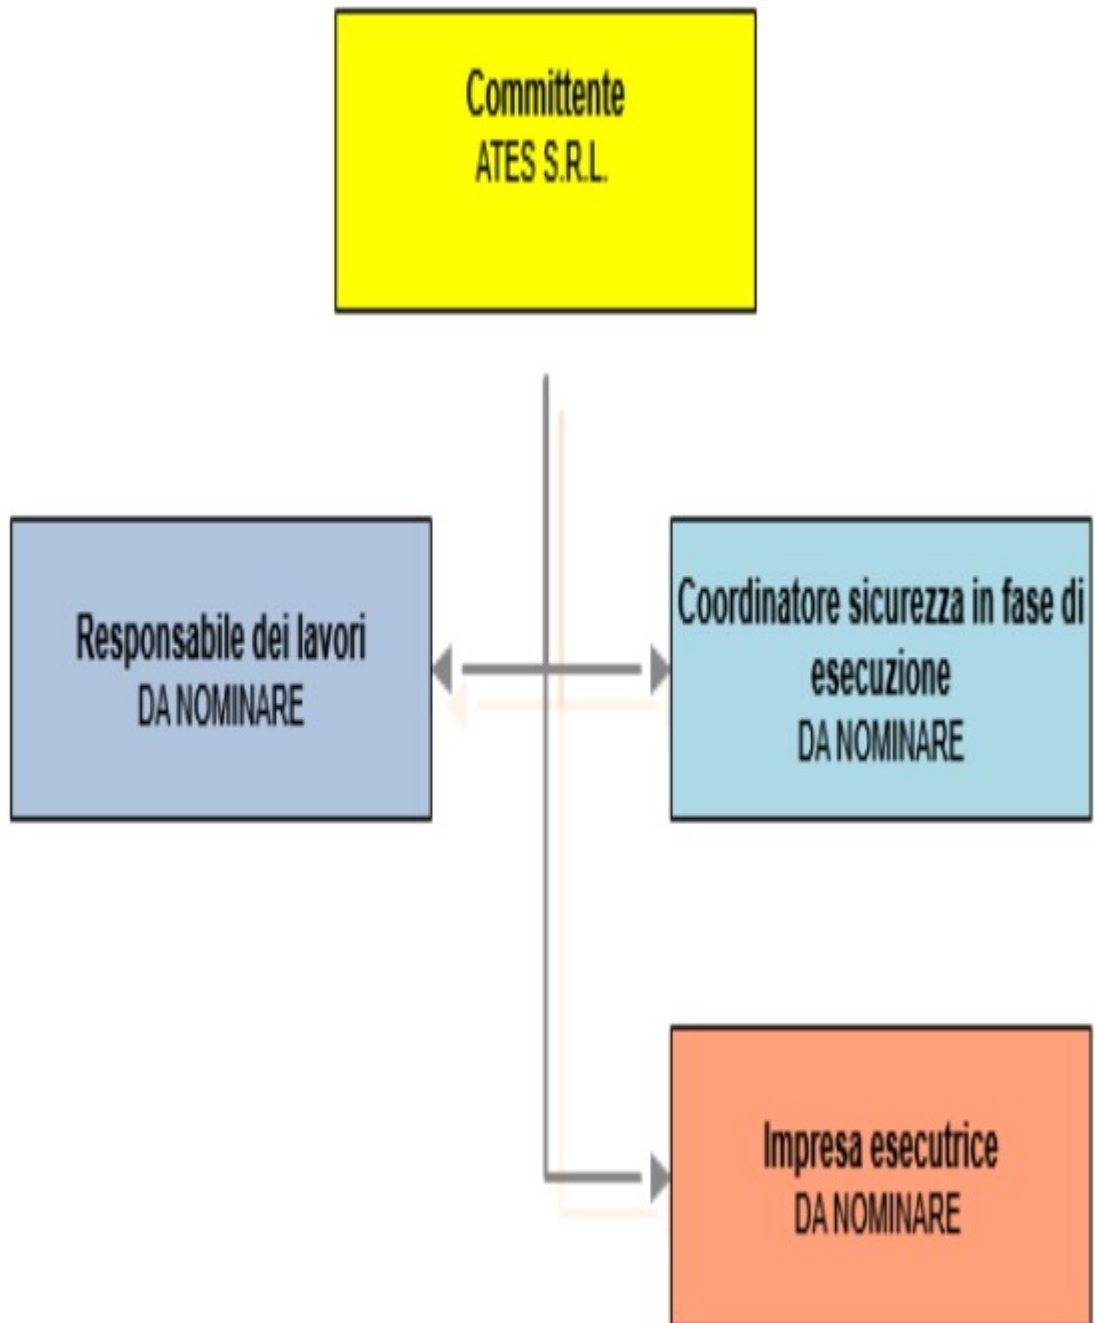 Committente
ATES S.R.L.
Responsabile dei lavori
DA NOMINARE
Coordinatore sicurezza in fase di
esecuzione
DA NOMINARE
Impresa esecutrice
DA NOMINARE